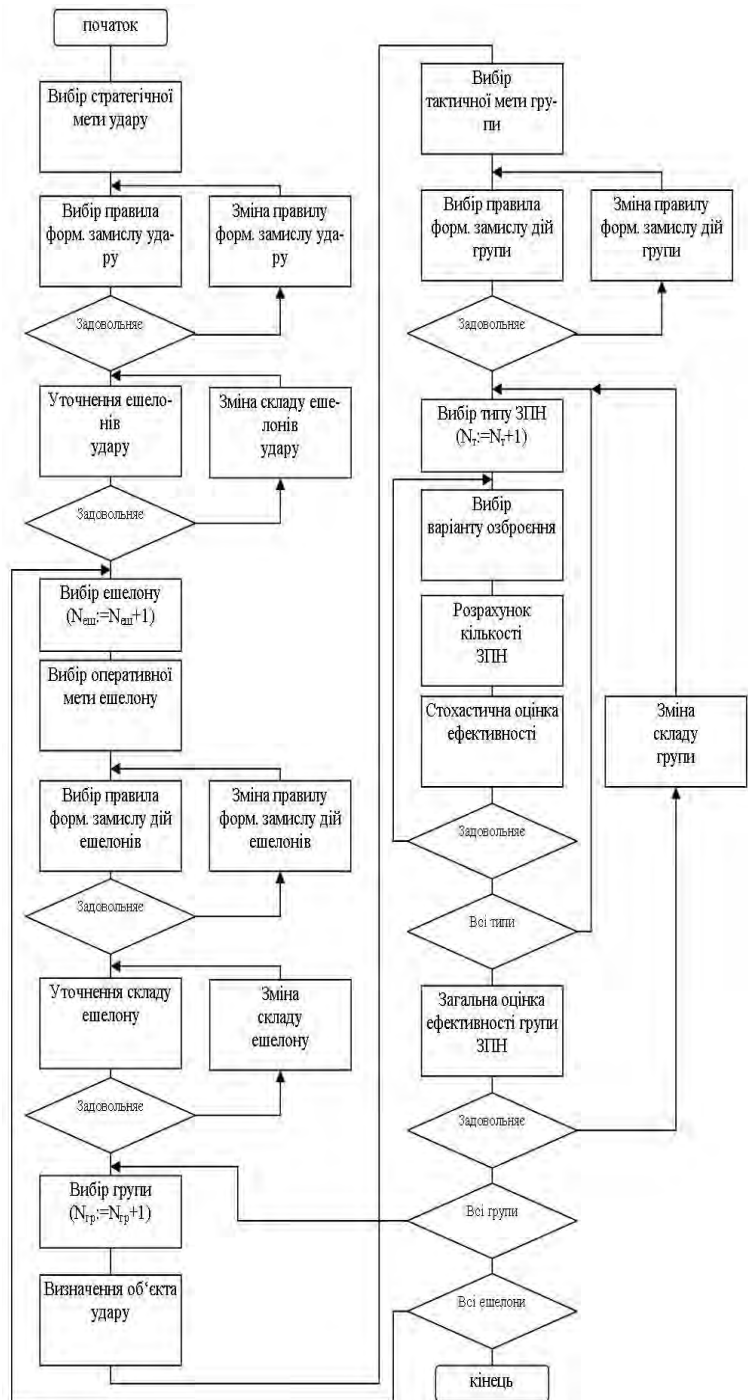 початок
Вибір стратегічної
мети удару
Вибір правила
форм. замислу уда-
ру
Зміна правилу
форм. замислу уда-
ру
Задовольняє
Уточнення ешело-
нів
удару
Зміна складу еше-
лонів
удару
Задовольняє
Вибір ешелону
(Nеш:=Nеш+1)
Вибір оперативної
мети ешелону
Вибір правила
форм. замислу дій
ешелонів
Зміна правилу
форм. замислу дій
ешелонів
Задовольняє
Уточнення складу
ешелону
Зміна
складу
ешелону
Задовольняє
Вибір групи
(Nгр:=Nгр+1)
Визначення об‘єкта
удару
Вибір
тактичної мети гру-
пи
Вибір правила
форм. замислу дій
групи
Зміна правилу
форм. замислу дій
групи
Задовольняє
Вибір типу ЗПН
(Nт:=Nт+1)
Вибір
варіанту озброєння
Розрахунок
кількості
ЗПН
Стохастична оцінка
ефективності
Зміна
складу
групи
Задовольняє
Всі типи
Загальна оцінка
ефективності групи
ЗПН
Задовольняє
Всі групи
Всі ешелони
кінець